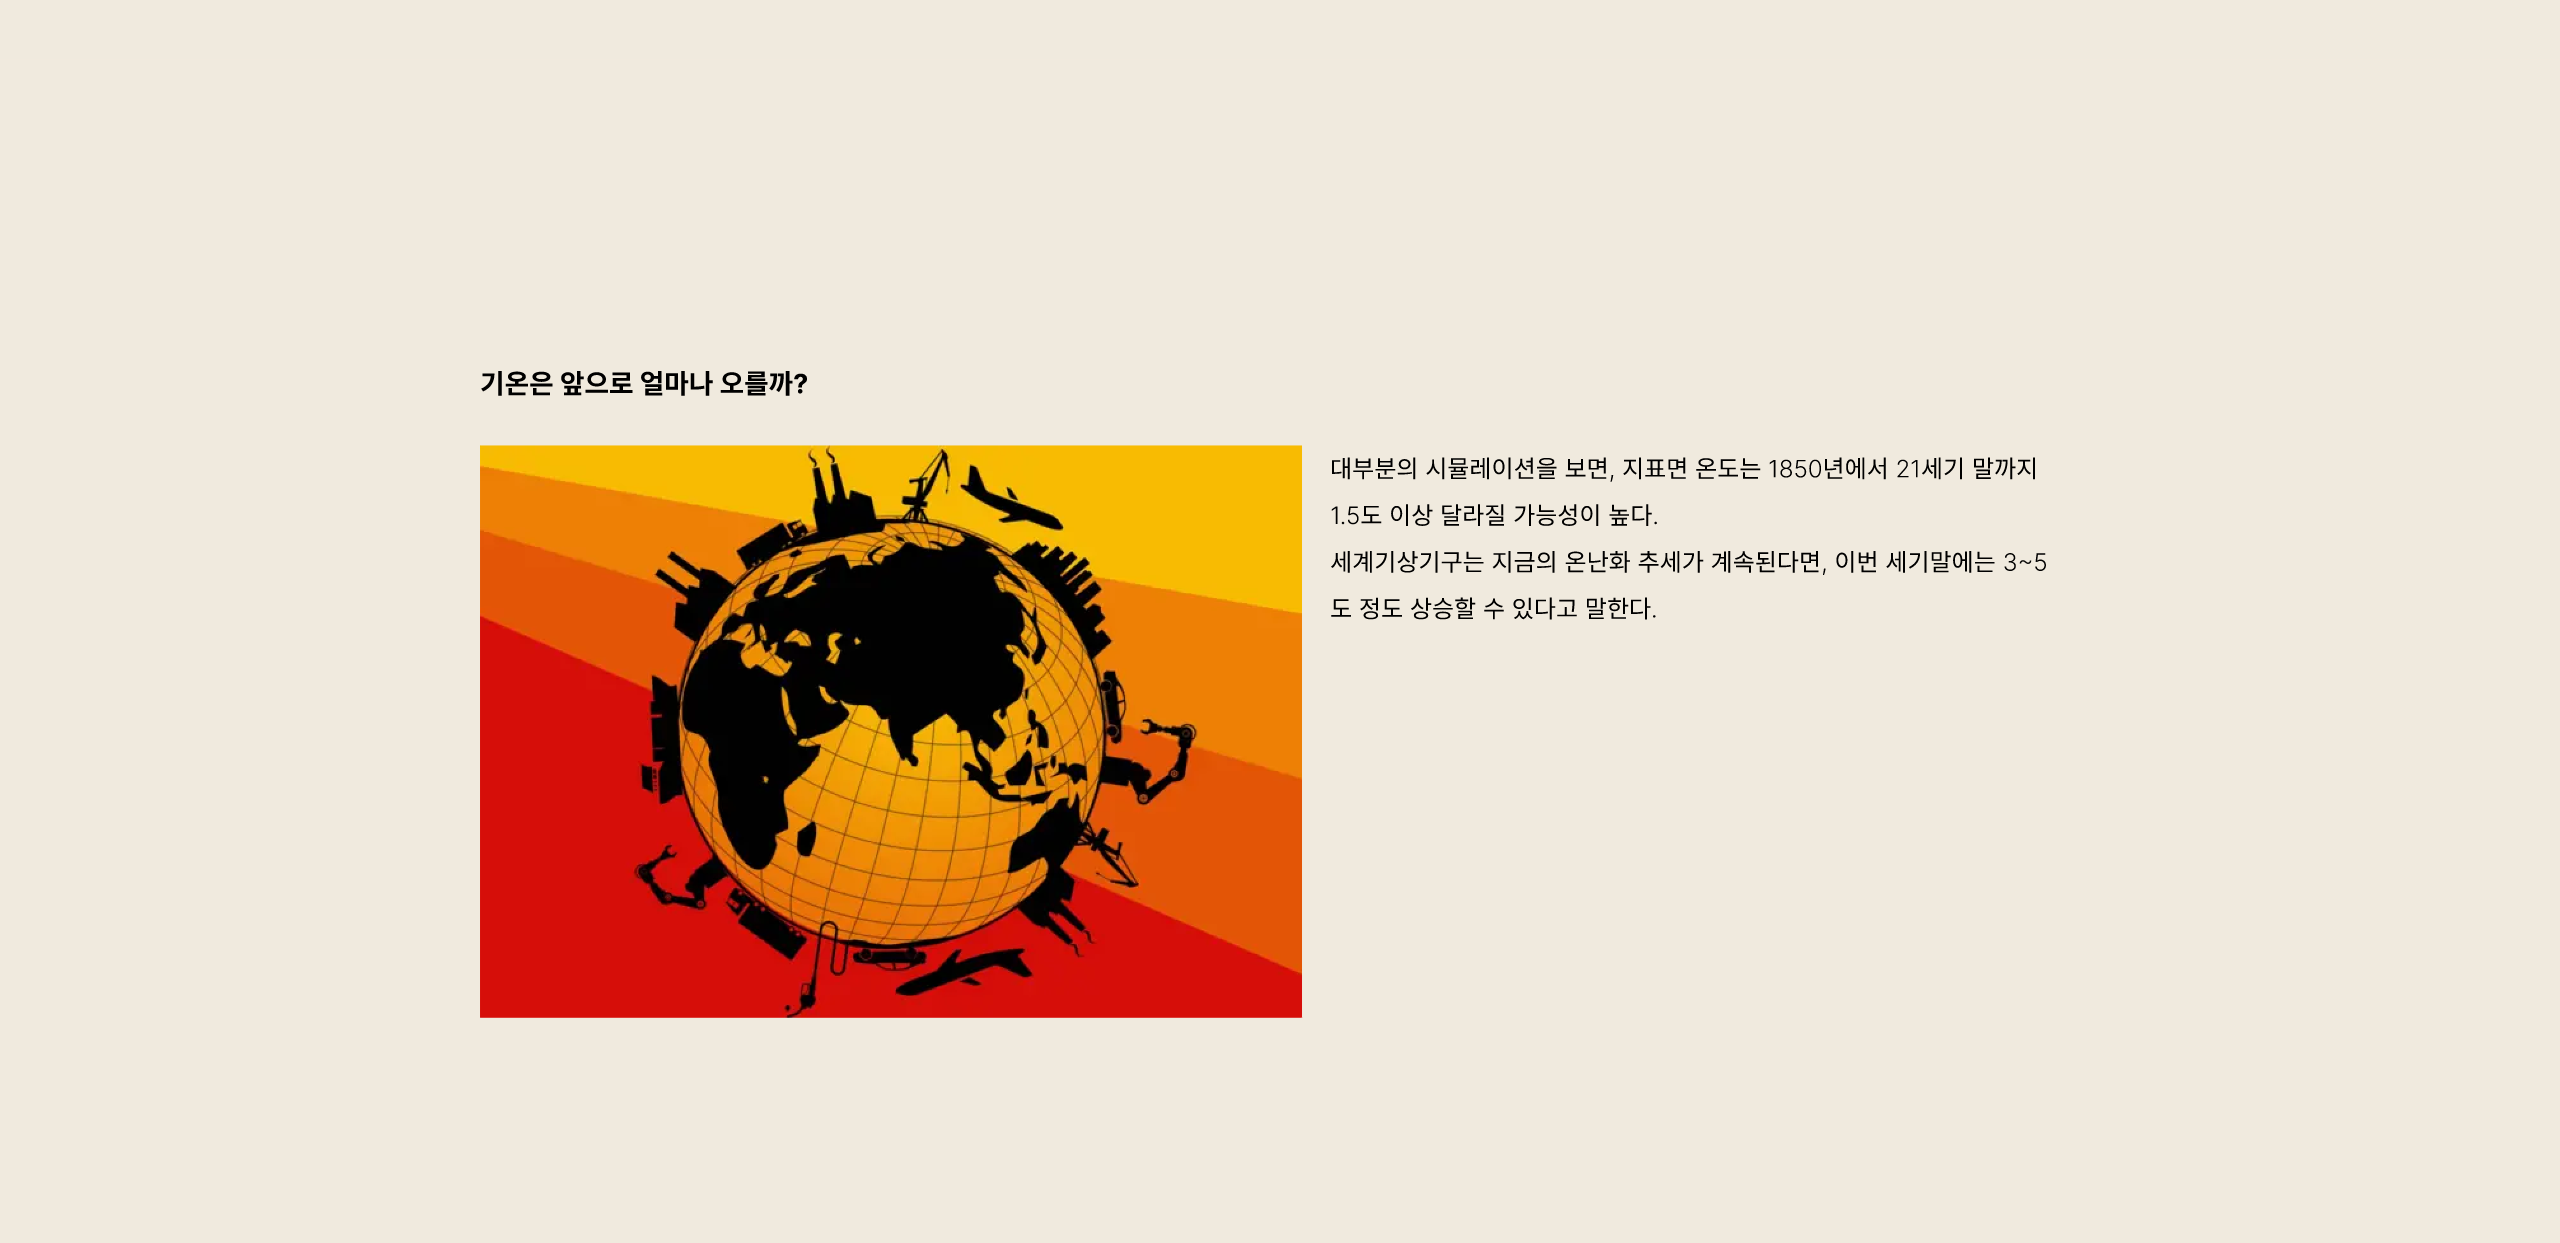 기온은 앞으로 얼마나 오를까?
대부분의 시뮬레이션을 보면, 지표면 온도는 1850년에서 21세기 말까지
1.5도 이상 달라질 가능성이 높다.
세계기상기구는 지금의 온난화 추세가 계속된다면, 이번 세기말에는 3~5
도 정도 상승할 수 있다고 말한다.